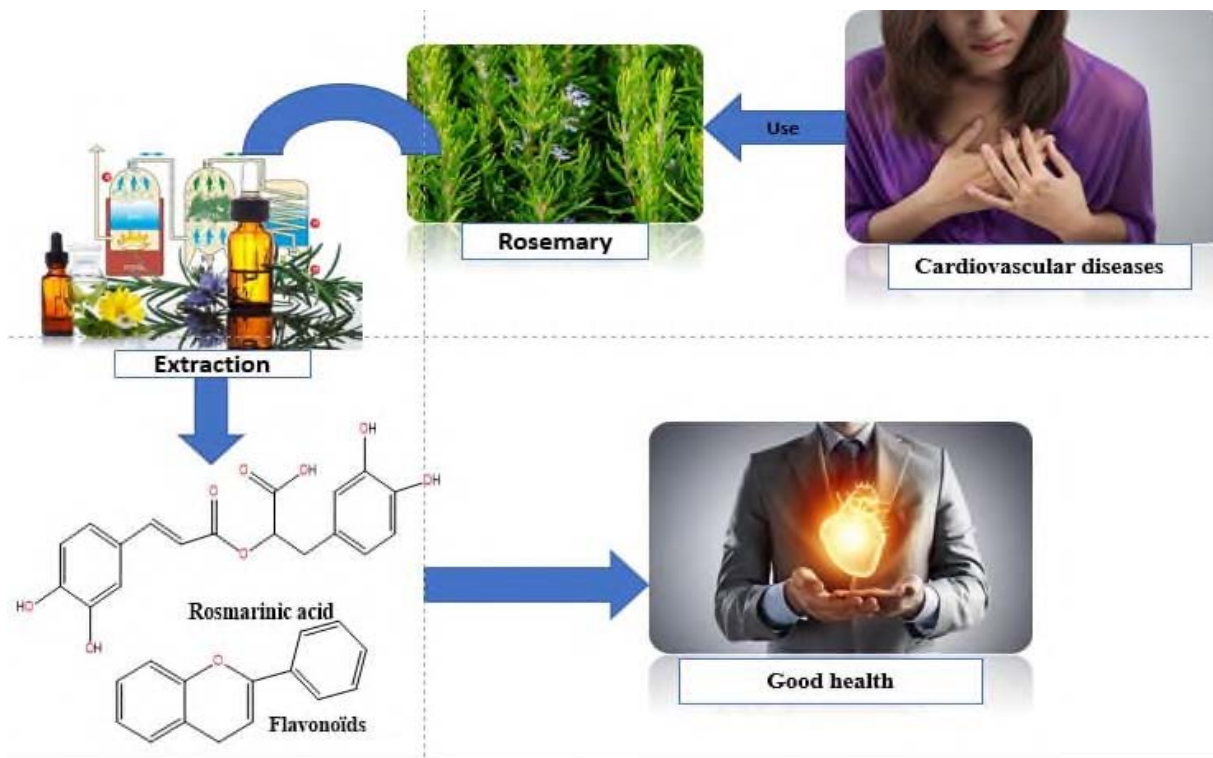 Use
Rosemary
Cardiovascular diseases
Extraction
OH
O
OH
OH
O
O
HO
OH
Rosmarinic acid
O
Flavonoïds
Good health